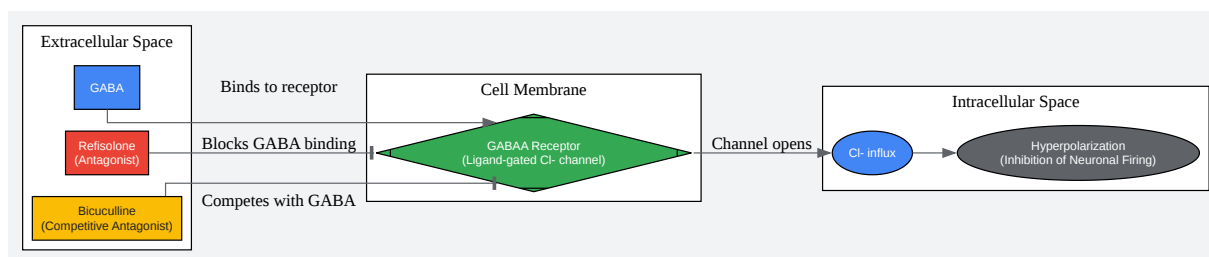 Extracellular Space
GABA
Refisolone
(Antagonist)
Bicuculline
(Competitive Antagonist)
Binds to receptor
Blocks GABA binding
Competes with GABA
Cell Membrane
GABAA Receptor
(Ligand-gated Cl- channel)
Channel opens
Intracellular Space
Cl- influx
Hyperpolarization
(Inhibition of Neuronal Firing)